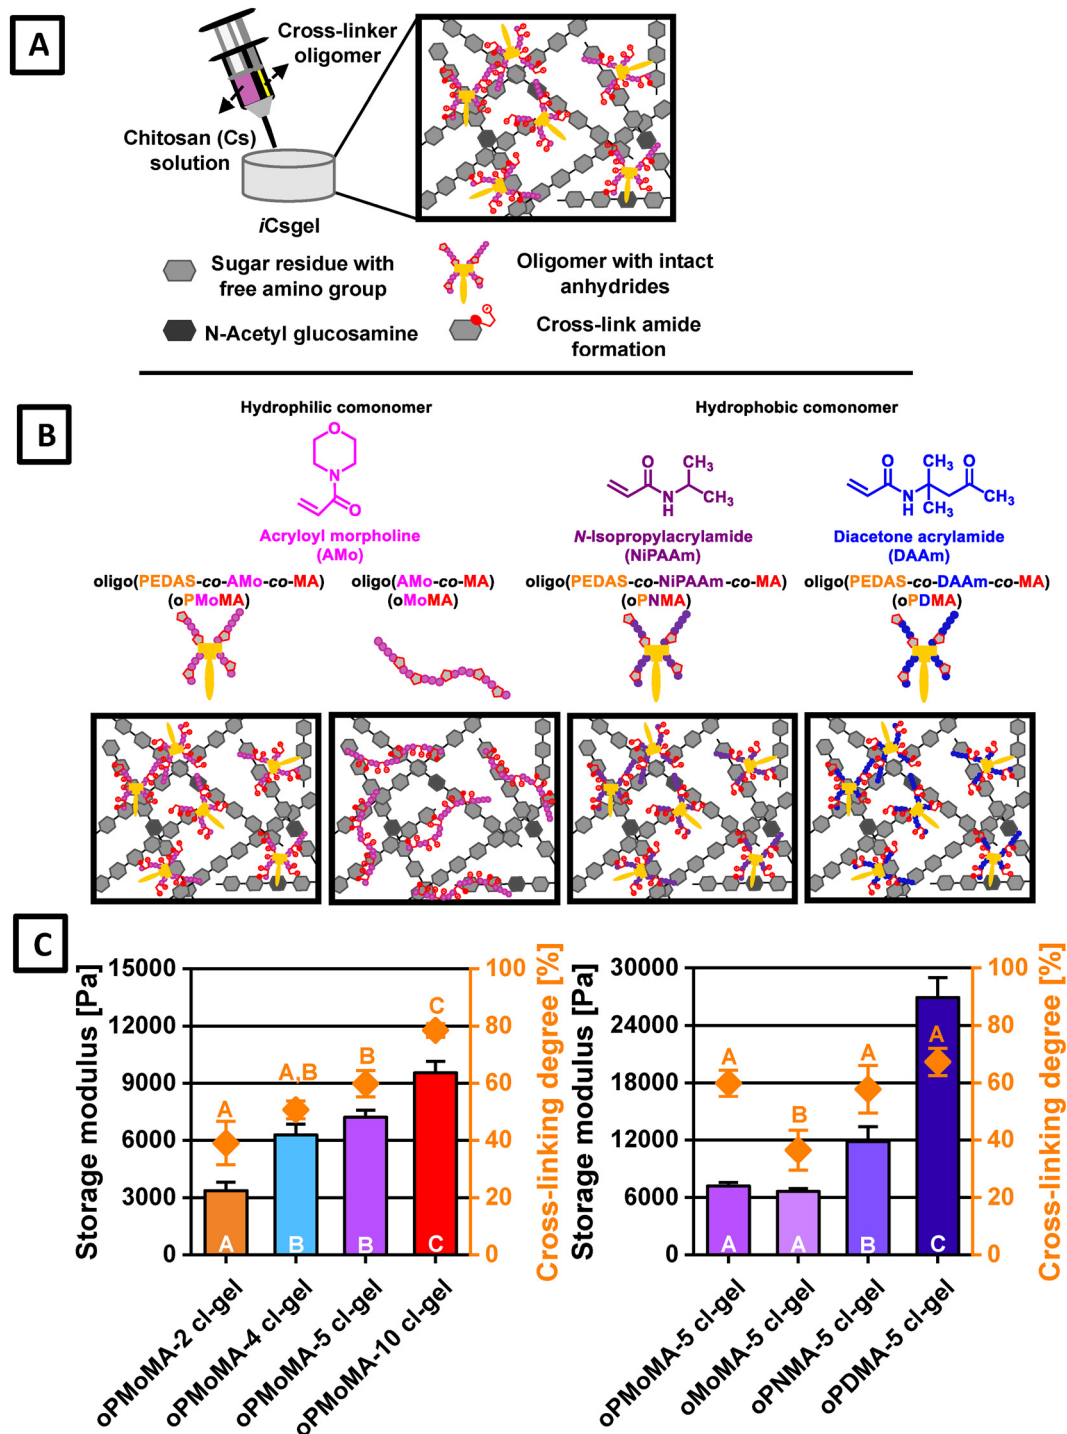 A
Cross-linker
oligomer
Chitosan (Cs)
solution
iCsgel
Sugar residue with
free amino group
Oligomer with intact
anhydrides
N-Acetyl glucosamine
Cross-link amide
formation
B
Hydrophilic comonomer
Hydrophobic comonomer
O
N
O
Acryloyl morpholine
(AMo)
O
CH3
N
H
CH3
N-Isopropylacrylamide
(NiPAAm)
O
CH3
O
N
H
CH3
CH3
Diacetone acrylamide
(DAAm)
oligo(PEDAS-co-AMo-co-MA)
(oPMoMA)
oligo(AMo-co-MA)
(oMoMA)
oligo(PEDAS-co-NiPAAm-co-MA)
(oPNMA)
oligo(PEDAS-co-DAAm-co-MA)
(oPDMA)
C
Storage modulus [Pa]
15000
12000
9000
6000
3000
0
A
A,B
B
C
A
B
B
C
100
80
60
40
20
0
Cross-linking degree [%]
oPMoMA-2 cl-gel
oPMoMA-4 cl-gel
oPMoMA-5 cl-gel
oPMoMA-10 cl-gel
Storage modulus [Pa]
30000
24000
18000
12000
6000
0
A
B
A
A
A
A
B
C
100
80
60
40
20
0
Cross-linking degree [%]
oPMoMA-5 cl-gel
oMoMA-5 cl-gel
oPNMA-5 cl-gel
oPDMA-5 cl-gel